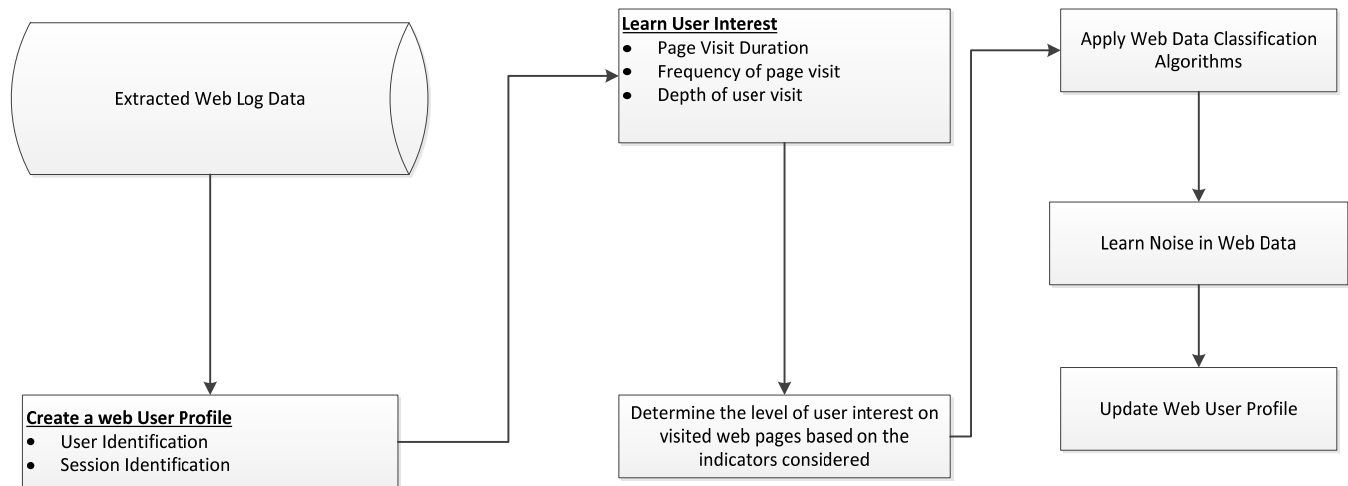 Extracted Web Log Data
Create a web User Profile
● User Identification
● Session Identification
Learn User Interest
● Page Visit Duration
● Frequency of page visit
● Depth of user visit
Determine the level of user interest on
visited web pages based on the
indicators considered
Apply Web Data Classification
Algorithms
Learn Noise in Web Data
Update Web User Profile